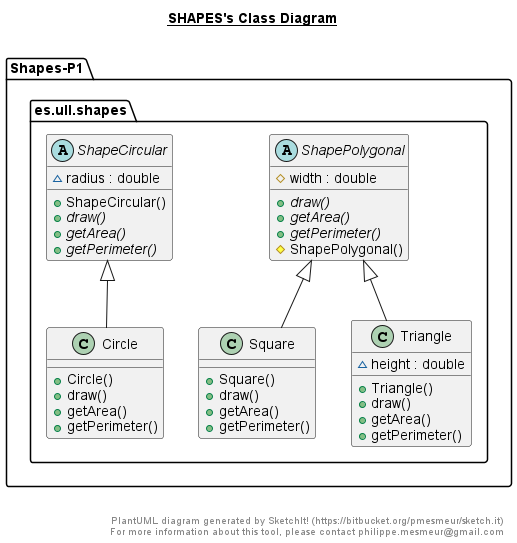 SHAPES's Class Diagram
Shapes-P1
es.ull.shapes
A ShapeCircular
radius : double
ShapeCircular()
draw()
getArea()
getPerimeter()
A ShapePolygonal
width : double
draw()
getArea()
getPerimeter()
ShapePolygonal()
C Circle
Circle()
draw()
getArea()
getPerimeter()
C Square
Square()
draw()
getArea()
getPerimeter()
C Triangle
height : double
Triangle()
draw()
getArea()
getPerimeter()
PlantUML diagram generated by SketchIt! (https://bitbucket.org/pmesmeur/sketch.it)
For more information about this tool, please contact philippe.mesmeur@gmail.com